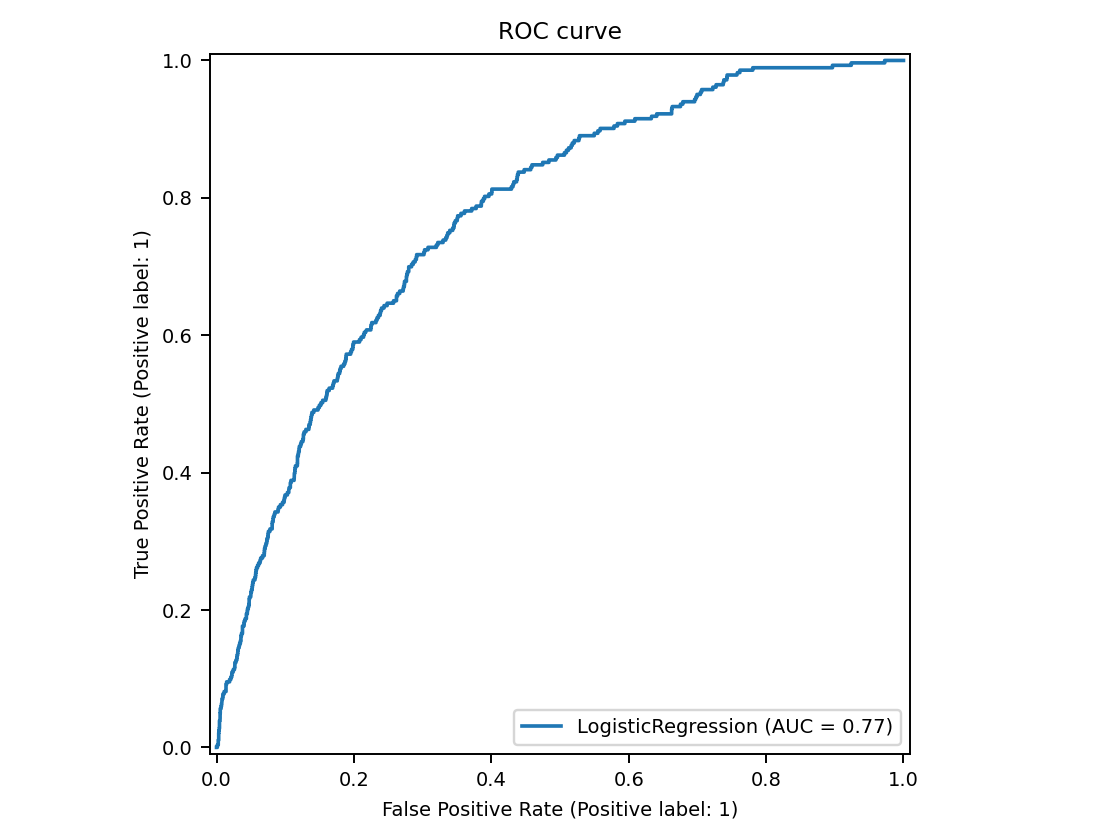 ROC curve
1.0
0.8
0.6
0.4
0.2
0.0
True Positive Rate (Positive label: 1)
LogisticRegression (AUC = 0.77)
0.0 0.2 0.4 0.6 0.8 1.0
False Positive Rate (Positive label: 1)